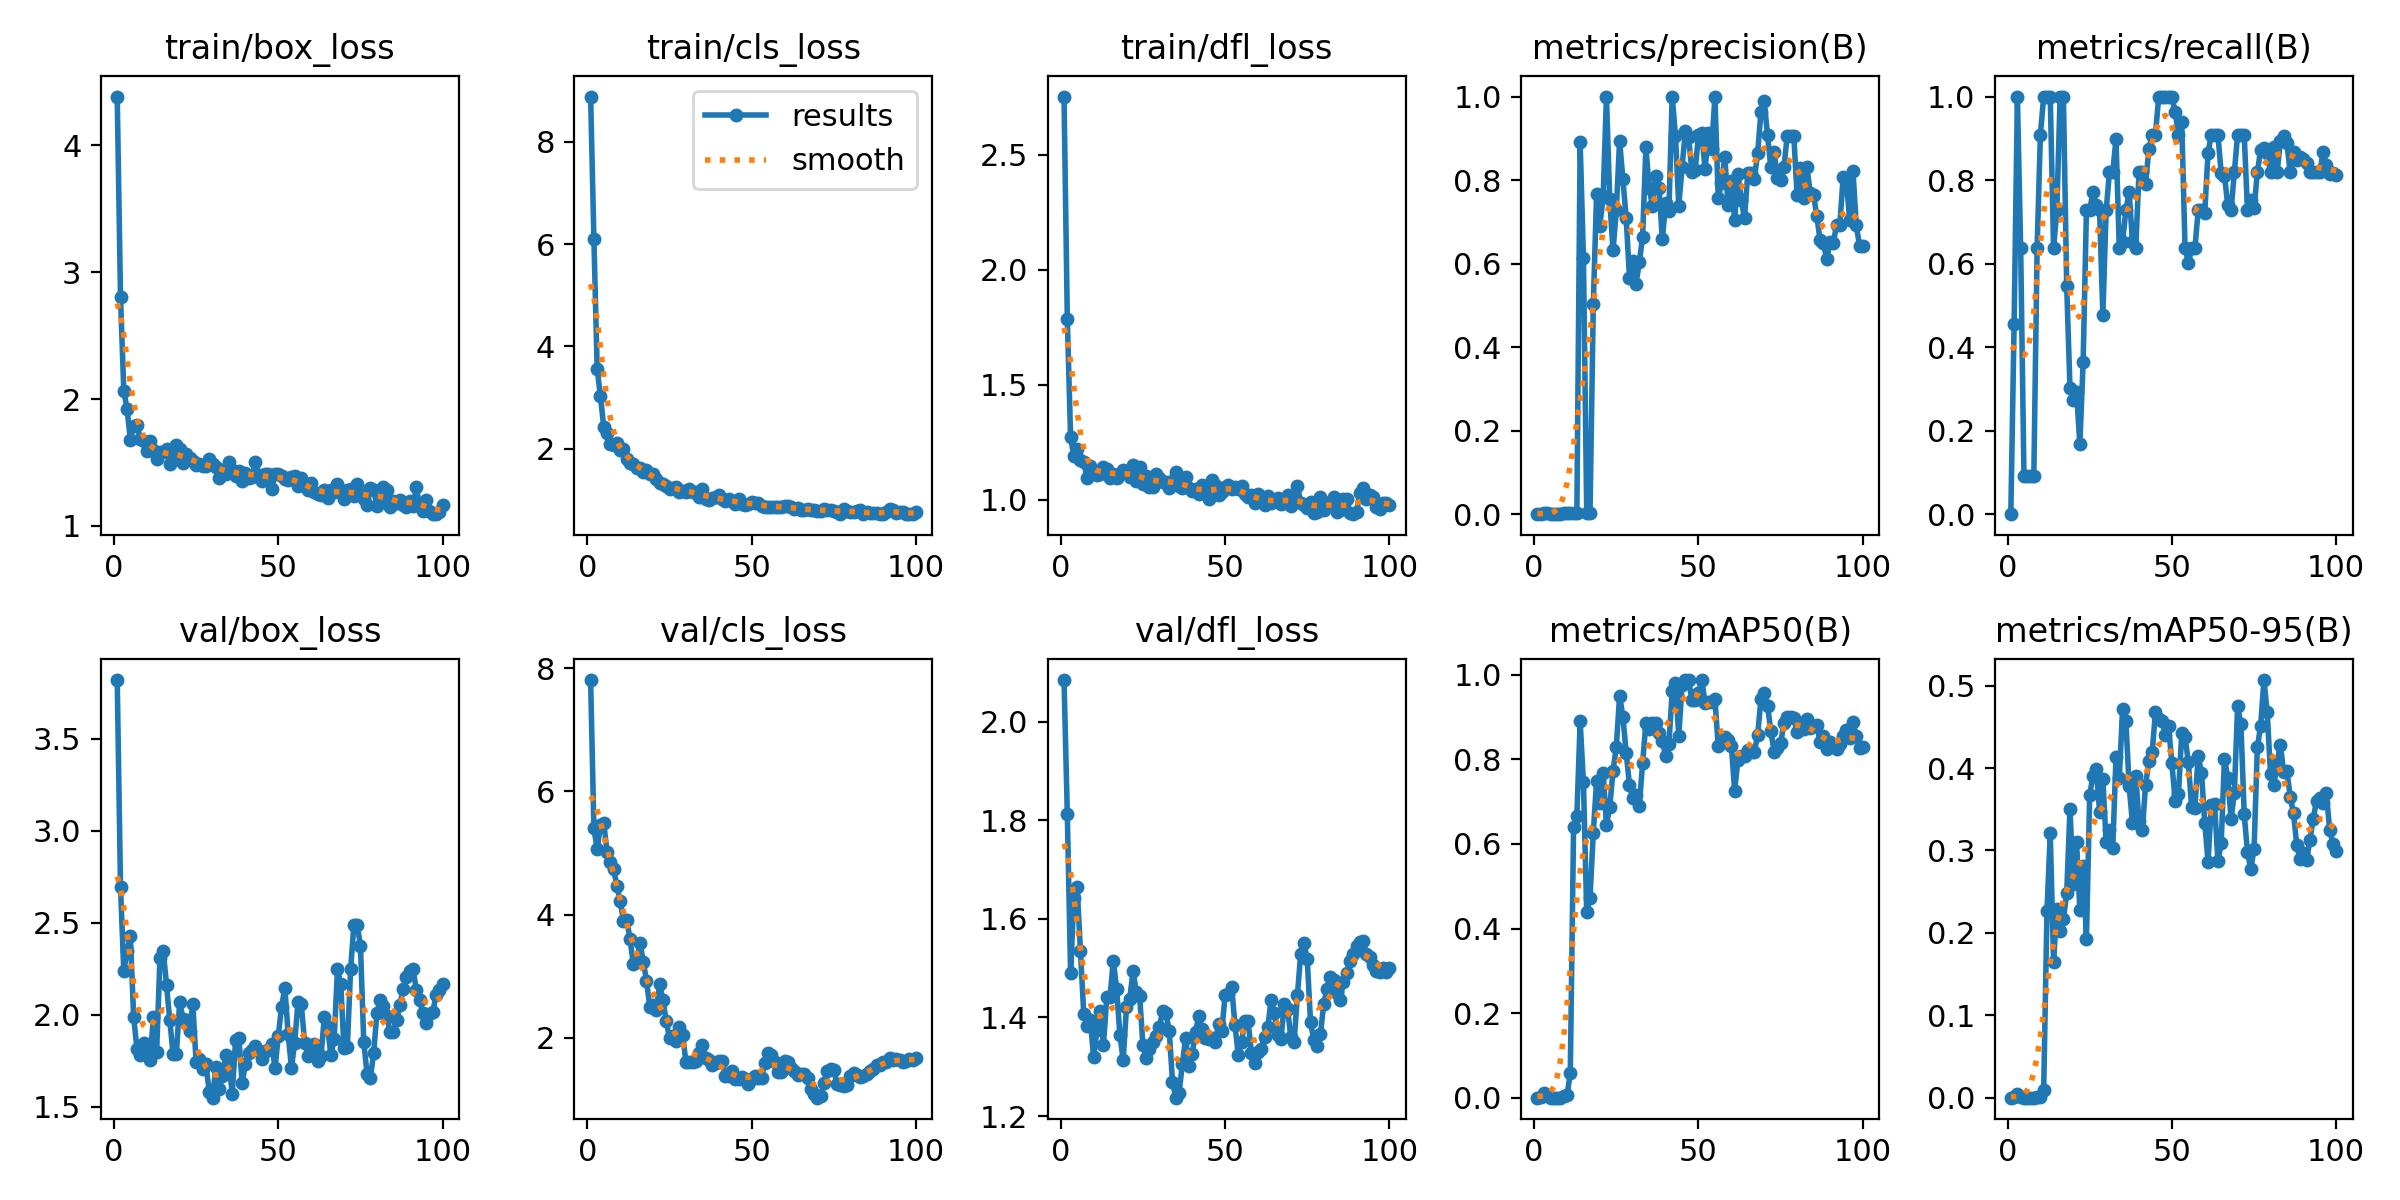 train/box_loss
4
3
2
1
0 50 100
train/cls_loss
results
smooth
8
6
4
2
0 50 100
train/dfl_loss
2.5
2.0
1.5
1.0
0 50 100
metrics/precision(B)
1.0
0.8
0.6
0.4
0.2
0.0
0 50 100
metrics/recall(B)
1.0
0.8
0.6
0.4
0.2
0.0
0 50 100
val/box_loss
3.5
3.0
2.5
2.0
1.5
0 50 100
val/cls_loss
8
6
4
2
0 50 100
val/dfl_loss
2.0
1.8
1.6
1.4
1.2
0 50 100
metrics/mAP50(B)
1.0
0.8
0.6
0.4
0.2
0.0
0 50 100
metrics/mAP50-95(B)
0.5
0.4
0.3
0.2
0.1
0.0
0 50 100